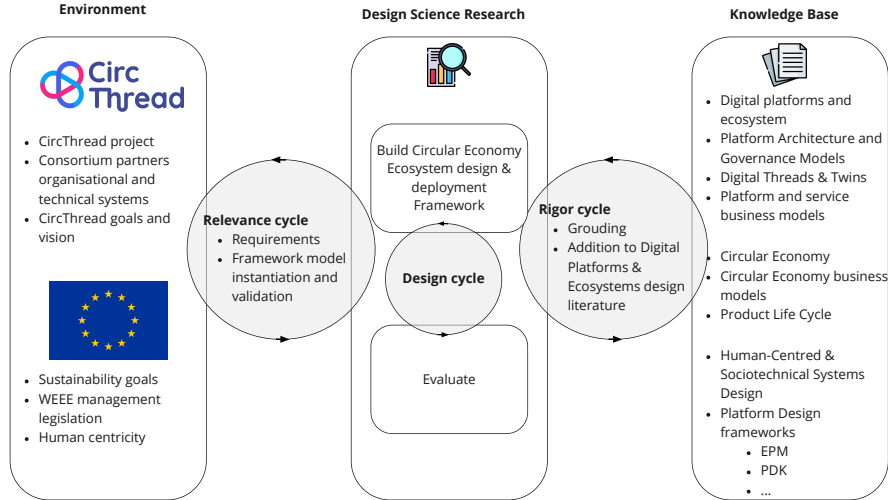 Environment
Circ
Thread
CircThread project
Consortium partners
organisational and
technical systems
CircThread goals and
vision
Sustainability goals
WEEE management
legislation
Human centricity
Relevance cycle
Requirements
Framework model
instantiation and
validation
Design Science Research
Build Circular Economy
Ecosystem design &
deployment
Framework
Design cycle
Evaluate
Rigor cycle
Grouding
Addition to Digital
Platforms &
Ecosystems design
literature
Knowledge Base
Digital platforms and
ecosystem
Platform Architecture and
Governance Models
Digital Threads & Twins
Platform and service
business models
Circular Economy
Circular Economy business
models
Product Life Cycle
Human-Centred &
Sociotechnical Systems
Design
Platform Design
frameworks
EPM
PDK
...